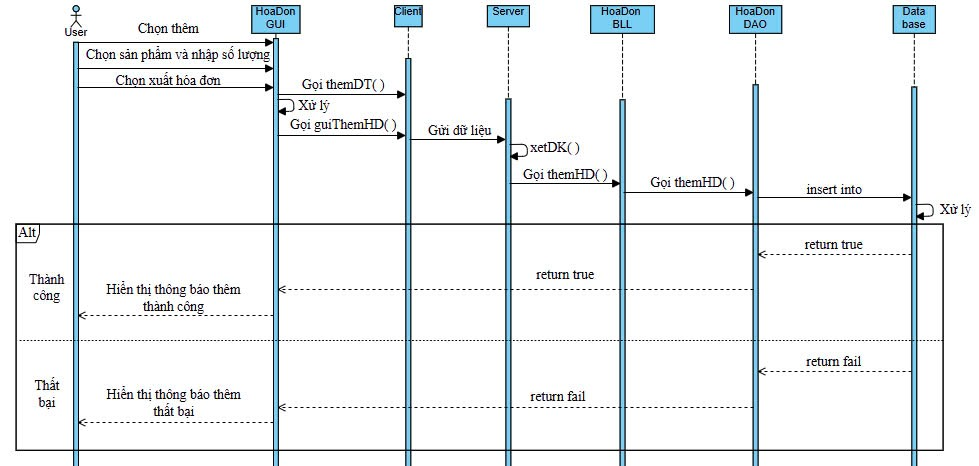 User
HoaDon
GUI
Client
Server
HoaDon
BLL
HoaDon
DAO
Data
base
Chọn thêm
Chọn sản phẩm và nhập số lượng
Chọn xuất hóa đơn
Gọi themDT( )
Xử lý
Gọi guiThemHD( )
Gửi dữ liệu
xetDK( )
Gọi themHD( )
Gọi themHD( )
insert into
Xử lý
Alt
return true
return true
Thành
công
Hiển thị thông báo thêm
thành công
return fail
Thất
bại
Hiển thị thông báo thêm
thất bại
return fail